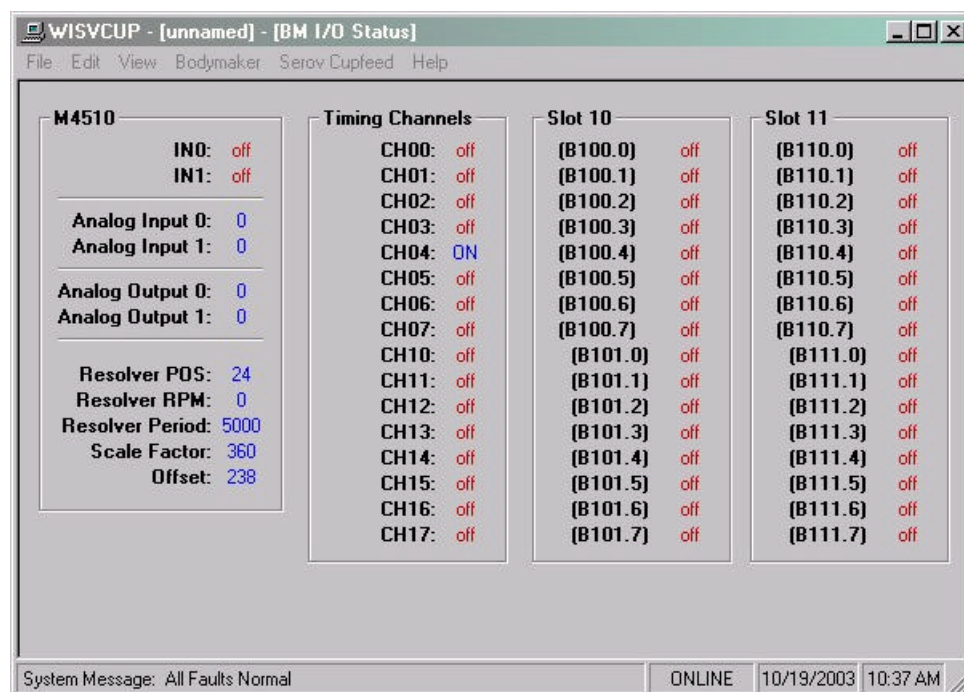 WISVCUP - [unnamed] - [BM I/O Status]
File Edit View Bodymaker Serov Cupfeed Help
M4510
IN0: off
IN1: off
Analog Input 0: 0
Analog Input 1: 0
Analog Output 0: 0
Analog Output 1: 0
Resolver POS: 24
Resolver RPM: 0
Resolver Period: 5000
Scale Factor: 360
Offset: 238
Timing Channels
CH00: off
CH01: off
CH02: off
CH03: off
CH04: ON
CH05: off
CH06: off
CH07: off
CH10: off
CH11: off
CH12: off
CH13: off
CH14: off
CH15: off
CH16: off
CH17: off
Slot 10
(B100.0) off
(B100.1) off
(B100.2) off
(B100.3) off
(B100.4) off
(B100.5) off
(B100.6) off
(B100.7) off
(B101.0) off
(B101.1) off
(B101.2) off
(B101.3) off
(B101.4) off
(B101.5) off
(B101.6) off
(B101.7) off
Slot 11
(B110.0) off
(B110.1) off
(B110.2) off
(B110.3) off
(B110.4) off
(B110.5) off
(B110.6) off
(B110.7) off
(B111.0) off
(B111.1) off
(B111.2) off
(B111.3) off
(B111.4) off
(B111.5) off
(B111.6) off
(B111.7) off
System Message: All Faults Normal
ONLINE
10/19/2003
10:37 AM